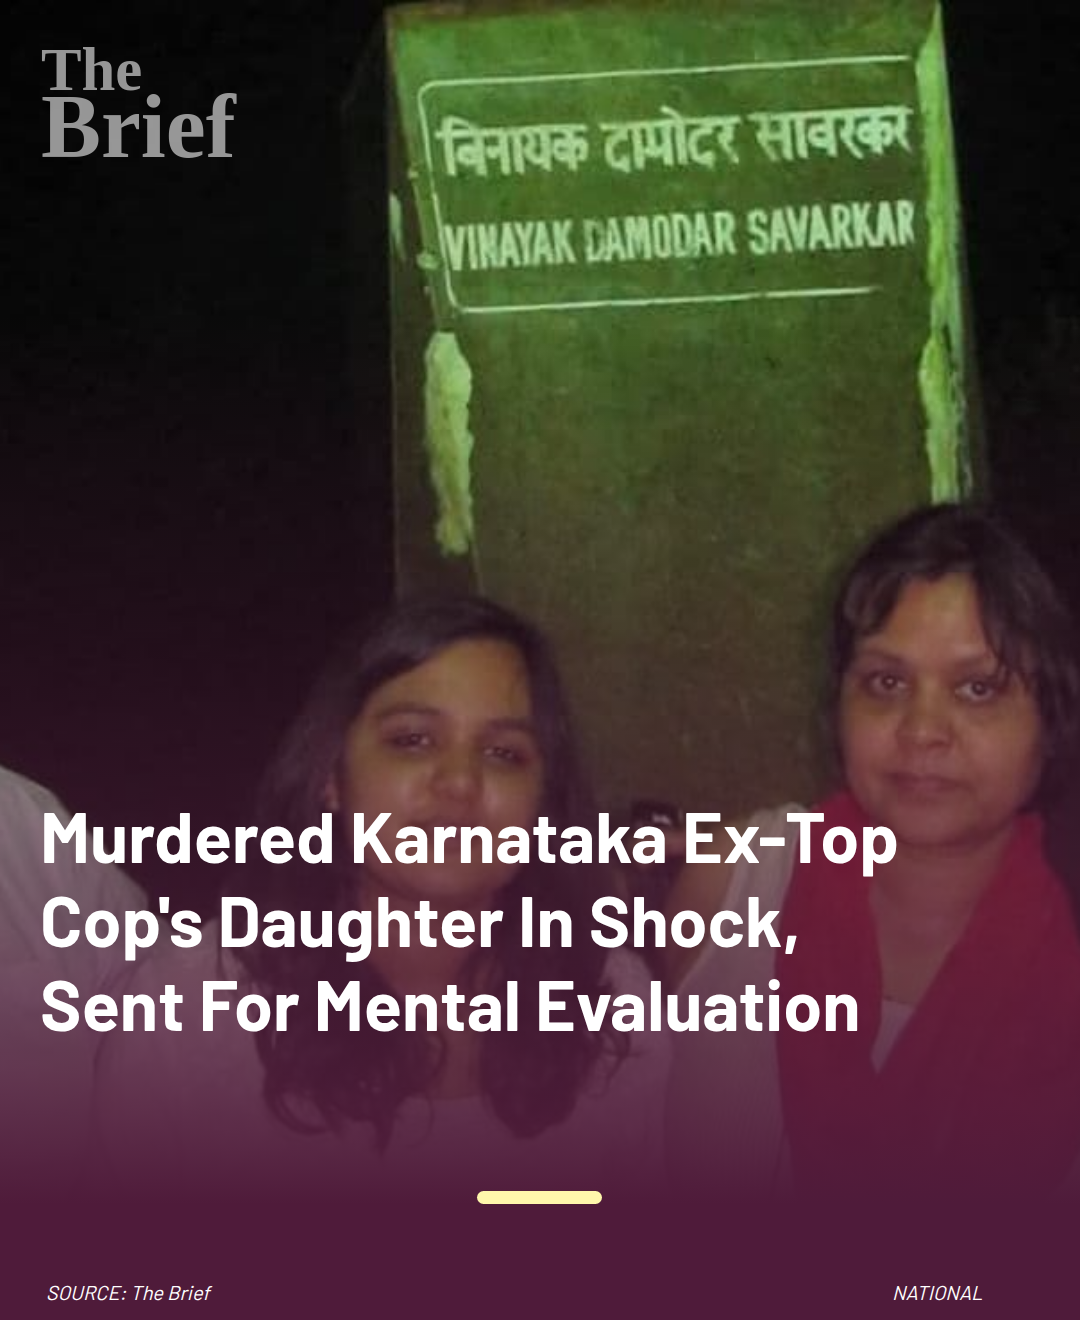 The
Brief
विनायक दामोदर सावरकर
VINAYAK DAMODAR SAVARKAR
Murdered Karnataka Ex-Top
Cop's Daughter In Shock,
Sent For Mental Evaluation
SOURCE: The Brief
NATIONAL